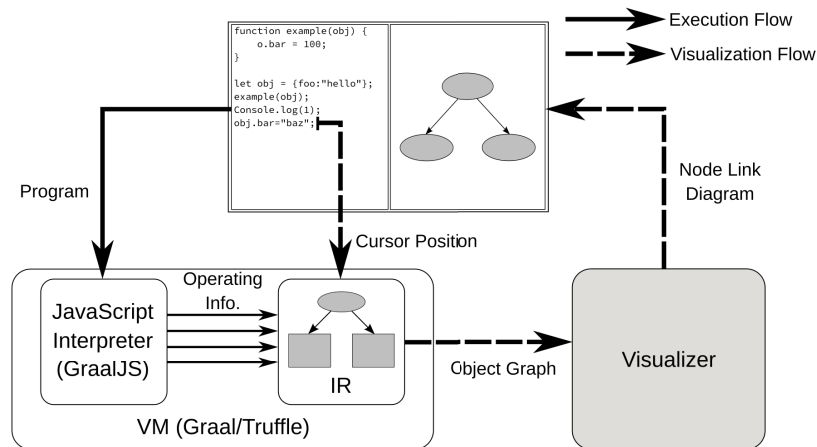 function example(obj) {
o.bar = 100;
}
let obj = {foo:"hello"};
example(obj);
Console.log(1);
obj.bar="baz";
Execution Flow
Visualization Flow
Program
Cursor Position
Node Link
Diagram
Operating
Info.
JavaScript
Interpreter
(GraalJS)
IR
VM (Graal/Truffle)
Object Graph
Visualizer